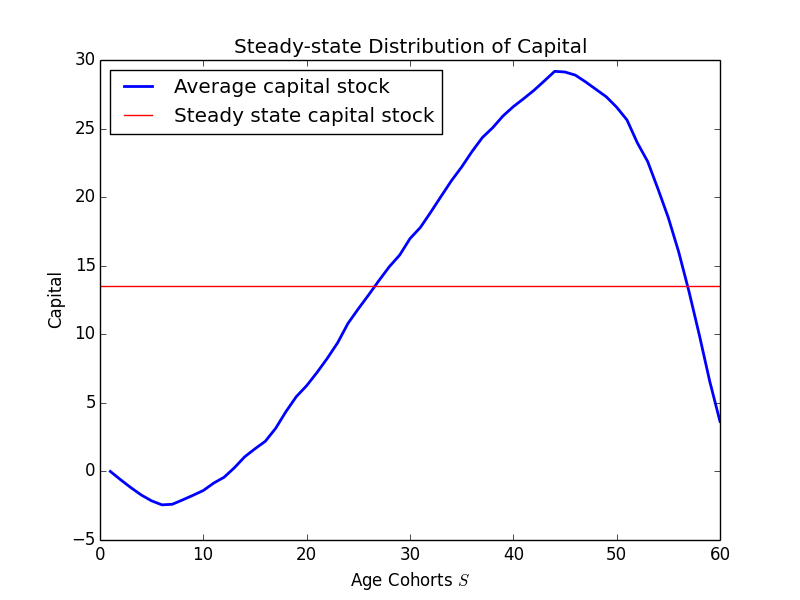 Steady-state Distribution of Capital
Average capital stock
Steady state capital stock
30
25
20
15
10
5
0
−5
Capital
0 10 20 30 40 50 60
Age Cohorts S